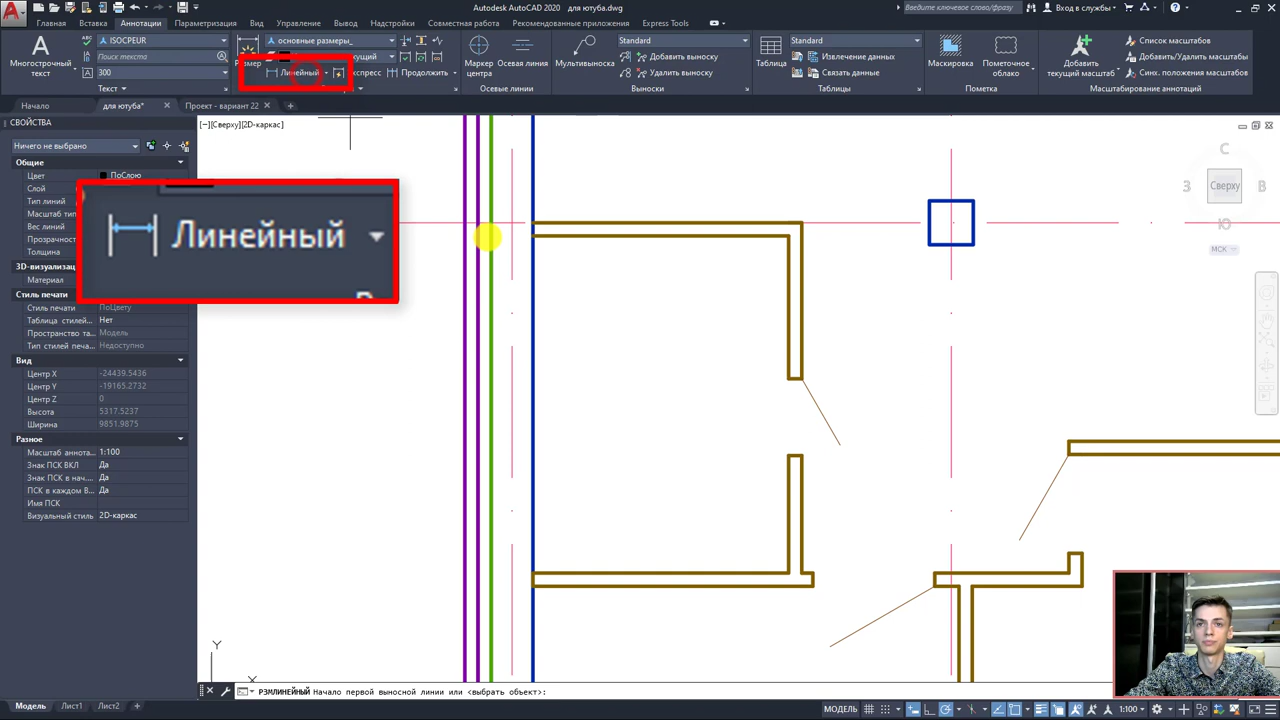 Autodesk AutoCAD 2020 для ютуба.dwg
Введите ключевое слово/фразу
Вход в службы
Главная
Вставка
Аннотации
Параметризация
Вид
Управление
Вывод
Надстройки
Совместная работа
Рекомендованные приложения
Express Tools
A
Многострочный
текст
ISOCPEUR
Поиск текста
300
Текст
Размер
основные размеры_
Линейный
Продолжить
Маркер
центра
Осевая линия
Осевые линии
Мультивыноска
Standard
Добавить выноску
Удалить выноску
Выноски
Таблица
Standard
Извлечение данных
Связать данные
Таблицы
Маскировка
Пометочное
облако
Пометка
Добавить
текущий масштаб
Список масштабов
Добавить/Удалить масштабы
Синх. положения масштаба
Масштабирование аннотаций
Начало
для ютуба*
Проект - вариант 22
СВОЙСТВА
[−][Сверху][2D-каркас]
Ничего не выбрано
Общие
Цвет
ПоСлою
Слой
Тип линий
Масштаб тип
Вес линий
Прозрачнос
Толщина
3D-визуализац
Материал
Линейный
Стиль печати
Стиль печати
ПоЦвету
Таблица стилей...
Нет
Пространство та...
Модель
Тип стилей печа...
Недоступно
Вид
Центр X
-24439.5436
Центр Y
-19165.2732
Центр Z
0
Высота
5317.5237
Ширина
9851.9875
Разное
Масштаб аннота...
1:100
Знак ПСК ВКЛ
Да
Знак ПСК в нач...
Да
ПСК в каждом В...
Да
Имя ПСК
Визуальный стиль
2D-каркас
С
З
Сверху
В
Ю
МСК
Y
X
РЗМЛИНЕЙНЫЙ Начало первой выносной линии или <выбрать объект>:
Модель
Лист1
Лист2
МОДЕЛЬ
1:100